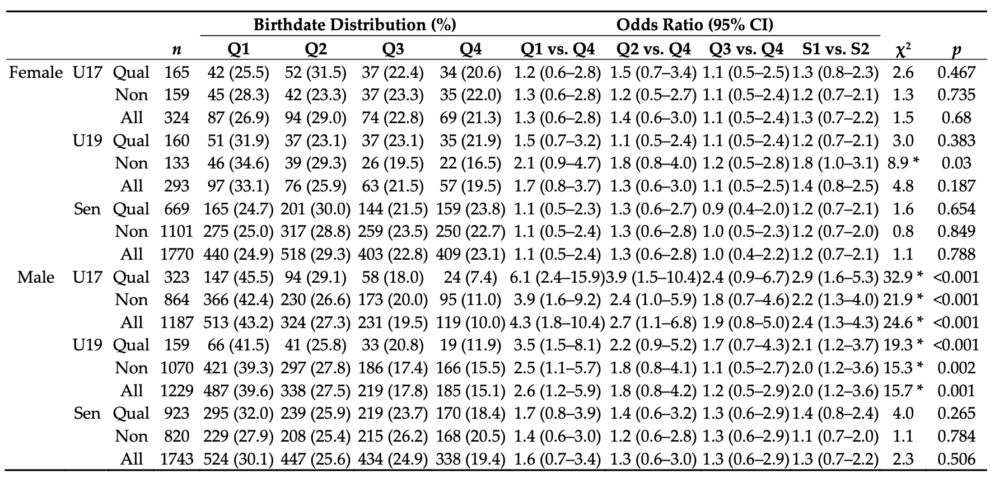 Birthdate Distribution (%) Odds Ratio (95% CI)
n Q1 Q2 Q3 Q4 Q1 vs. Q4 Q2 vs. Q4 Q3 vs. Q4 S1 vs. S2 χ² p
Female U17 Qual 165 42 (25.5) 52 (31.5) 37 (22.4) 34 (20.6) 1.2 (0.6–2.8) 1.5 (0.7–3.4) 1.1 (0.5–2.5) 1.3 (0.8–2.3) 2.6 0.467
Non 159 45 (28.3) 42 (23.3) 37 (23.3) 35 (22.0) 1.3 (0.6–2.8) 1.2 (0.5–2.7) 1.1 (0.5–2.4) 1.2 (0.7–2.1) 1.3 0.735
All 324 87 (26.9) 94 (29.0) 74 (22.8) 69 (21.3) 1.3 (0.6–2.8) 1.4 (0.6–3.0) 1.1 (0.5–2.4) 1.3 (0.7–2.2) 1.5 0.68
U19 Qual 160 51 (31.9) 37 (23.1) 37 (23.1) 35 (21.9) 1.5 (0.7–3.2) 1.1 (0.5–2.4) 1.1 (0.5–2.4) 1.2 (0.7–2.1) 3.0 0.383
Non 133 46 (34.6) 39 (29.3) 26 (19.5) 22 (16.5) 2.1 (0.9–4.7) 1.8 (0.8–4.0) 1.2 (0.5–2.8) 1.8 (1.0–3.1) 8.9 * 0.03
All 293 97 (33.1) 76 (25.9) 63 (21.5) 57 (19.5) 1.7 (0.8–3.7) 1.3 (0.6–3.0) 1.1 (0.5–2.5) 1.4 (0.8–2.5) 4.8 0.187
Sen Qual 669 165 (24.7) 201 (30.0) 144 (21.5) 159 (23.8) 1.1 (0.5–2.3) 1.3 (0.6–2.7) 0.9 (0.4–2.0) 1.2 (0.7–2.1) 1.6 0.654
Non 1101 275 (25.0) 317 (28.8) 259 (23.5) 250 (22.7) 1.1 (0.5–2.4) 1.3 (0.6–2.8) 1.0 (0.5–2.3) 1.2 (0.7–2.0) 0.8 0.849
All 1770 440 (24.9) 518 (29.3) 403 (22.8) 409 (23.1) 1.1 (0.5–2.4) 1.3 (0.6–2.8) 1.0 (0.4–2.2) 1.2 (0.7–2.1) 1.1 0.788
Male U17 Qual 323 147 (45.5) 94 (29.1) 58 (18.0) 24 (7.4) 6.1 (2.4–15.9) 3.9 (1.5–10.4) 2.4 (0.9–6.7) 2.9 (1.6–5.3) 32.9 * <0.001
Non 864 366 (42.4) 230 (26.6) 173 (20.0) 95 (11.0) 3.9 (1.6–9.2) 2.4 (1.0–5.9) 1.8 (0.7–4.6) 2.2 (1.3–4.0) 21.9 * <0.001
All 1187 513 (43.2) 324 (27.3) 231 (19.5) 119 (10.0) 4.3 (1.8–10.4) 2.7 (1.1–6.8) 1.9 (0.8–5.0) 2.4 (1.3–4.3) 24.6 * <0.001
U19 Qual 159 66 (41.5) 41 (25.8) 33 (20.8) 19 (11.9) 3.5 (1.5–8.1) 2.2 (0.9–5.2) 1.7 (0.7–4.3) 2.1 (1.2–3.7) 19.3 * <0.001
Non 1070 421 (39.3) 297 (27.8) 186 (17.4) 166 (15.5) 2.5 (1.1–5.7) 1.8 (0.8–4.1) 1.1 (0.5–2.7) 2.0 (1.2–3.6) 15.3 * 0.002
All 1229 487 (39.6) 338 (27.5) 219 (17.8) 185 (15.1) 2.6 (1.2–5.9) 1.8 (0.8–4.2) 1.2 (0.5–2.9) 2.0 (1.2–3.6) 15.7 * 0.001
Sen Qual 923 295 (32.0) 239 (25.9) 219 (23.7) 170 (18.4) 1.7 (0.8–3.9) 1.4 (0.6–3.2) 1.3 (0.6–2.9) 1.4 (0.8–2.4) 4.0 0.265
Non 820 229 (27.9) 208 (25.4) 215 (26.2) 168 (20.5) 1.4 (0.6–3.0) 1.2 (0.6–2.8) 1.3 (0.6–2.9) 1.1 (0.7–2.0) 1.1 0.784
All 1743 524 (30.1) 447 (25.6) 434 (24.9) 338 (19.4) 1.6 (0.7–3.4) 1.3 (0.6–3.0) 1.3 (0.6–2.9) 1.3 (0.7–2.2) 2.3 0.506